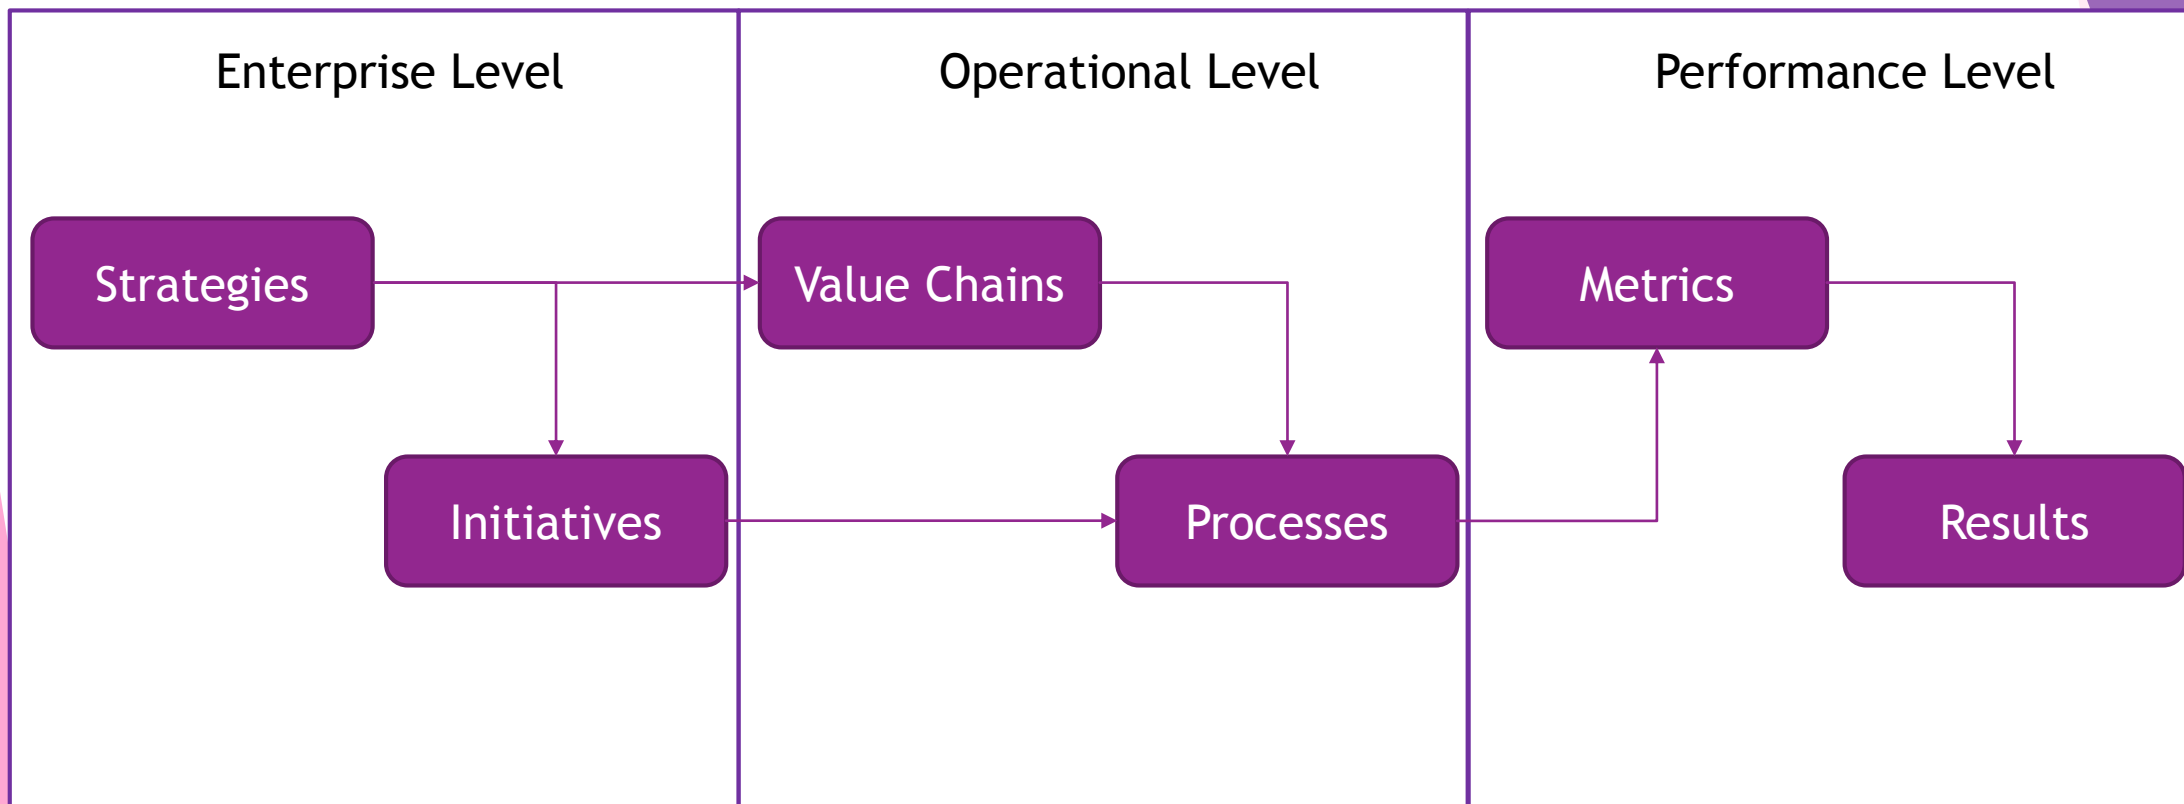 Enterprise Level
Operational Level
Performance Level
Strategies
Value Chains
Metrics
Initiatives
Processes
Results